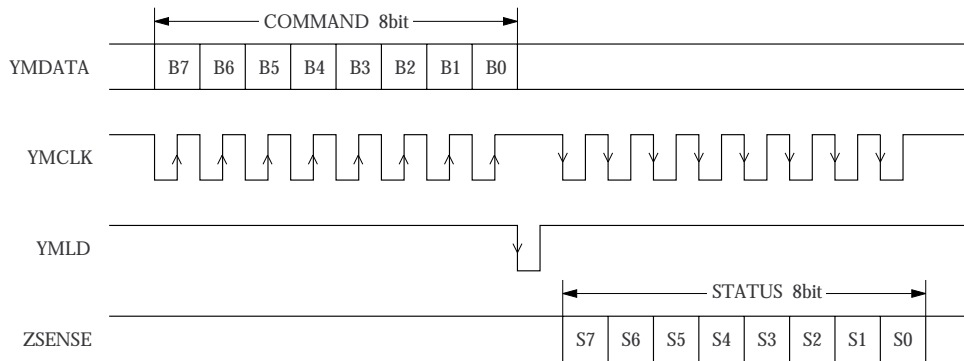 COMMAND 8bit
YMDATA B7 B6 B5 B4 B3 B2 B1 B0
YMCLK
YMLD
STATUS 8bit
ZSENSE S7 S6 S5 S4 S3 S2 S1 S0